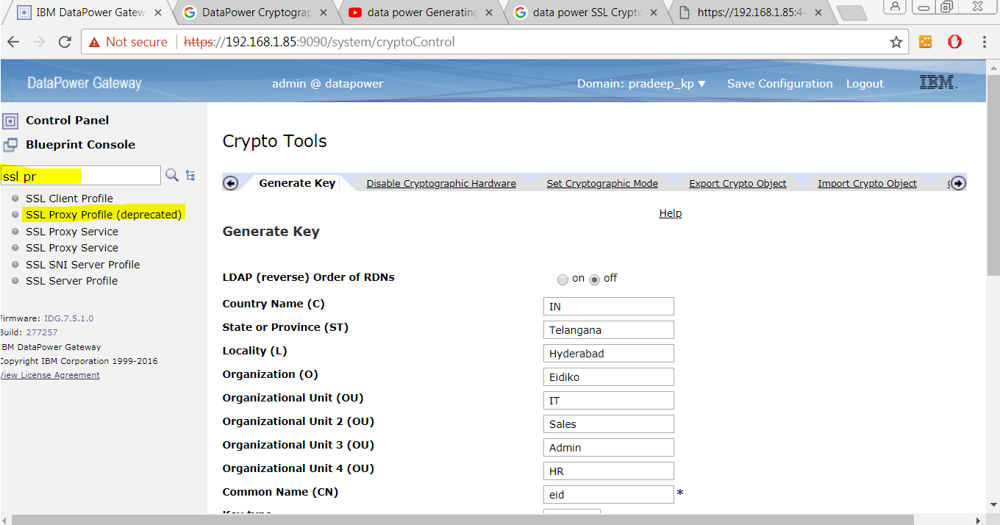 IBM DataPower Gatew
DataPower Cryptograp
data power Generating
data power SSL Crypto
https://192.168.1.85:44
Not secure https://192.168.1.85:9090/system/cryptoControl
DataPower Gateway admin @ datapower Domain: pradeep_kp ▼ Save Configuration Logout IBM.
Control Panel
Blueprint Console
ssl pr
SSL Client Profile
SSL Proxy Profile (deprecated)
SSL Proxy Service
SSL Proxy Service
SSL SNI Server Profile
SSL Server Profile
Firmware: IDG.7.5.1.0
Build: 277257
IBM DataPower Gateway
Copyright IBM Corporation 1999-2016
View License Agreement
Crypto Tools
Generate Key Disable Cryptographic Hardware Set Cryptographic Mode Export Crypto Object Import Crypto Object
Help
Generate Key
LDAP (reverse) Order of RDNs on off
Country Name (C) IN
State or Province (ST) Telangana
Locality (L) Hyderabad
Organization (O) Eidiko
Organizational Unit (OU) IT
Organizational Unit 2 (OU) Sales
Organizational Unit 3 (OU) Admin
Organizational Unit 4 (OU) HR
Common Name (CN) eid *